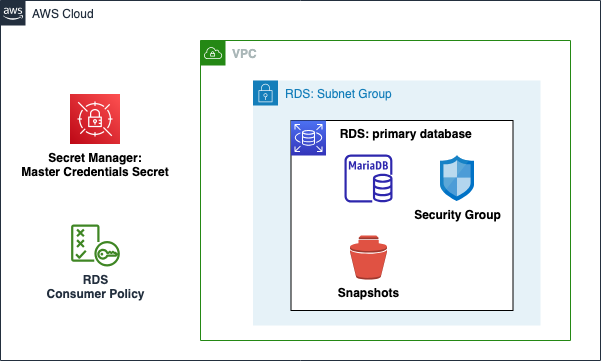 aws
AWS Cloud
VPC
RDS: Subnet Group
RDS: primary database
MariaDB
Security Group
Snapshots
Secret Manager:
Master Credentials Secret
RDS
Consumer Policy